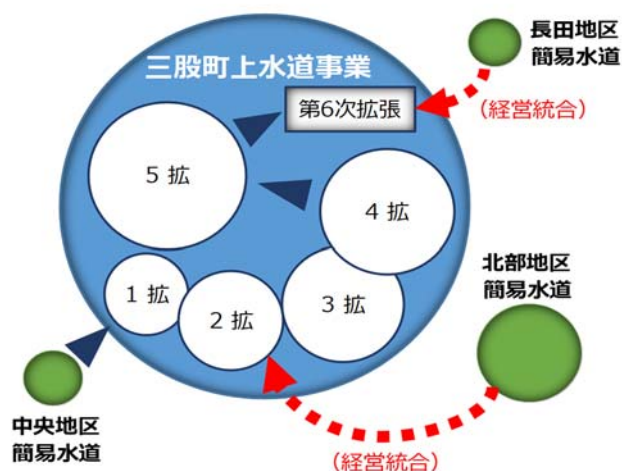 三股町上水道事業
長田地区
簡易水道
第6次拡張
(経営統合)
5 拡
4 拡
1 拡
2 拡
3 拡
北部地区
簡易水道
中央地区
簡易水道
(経営統合)